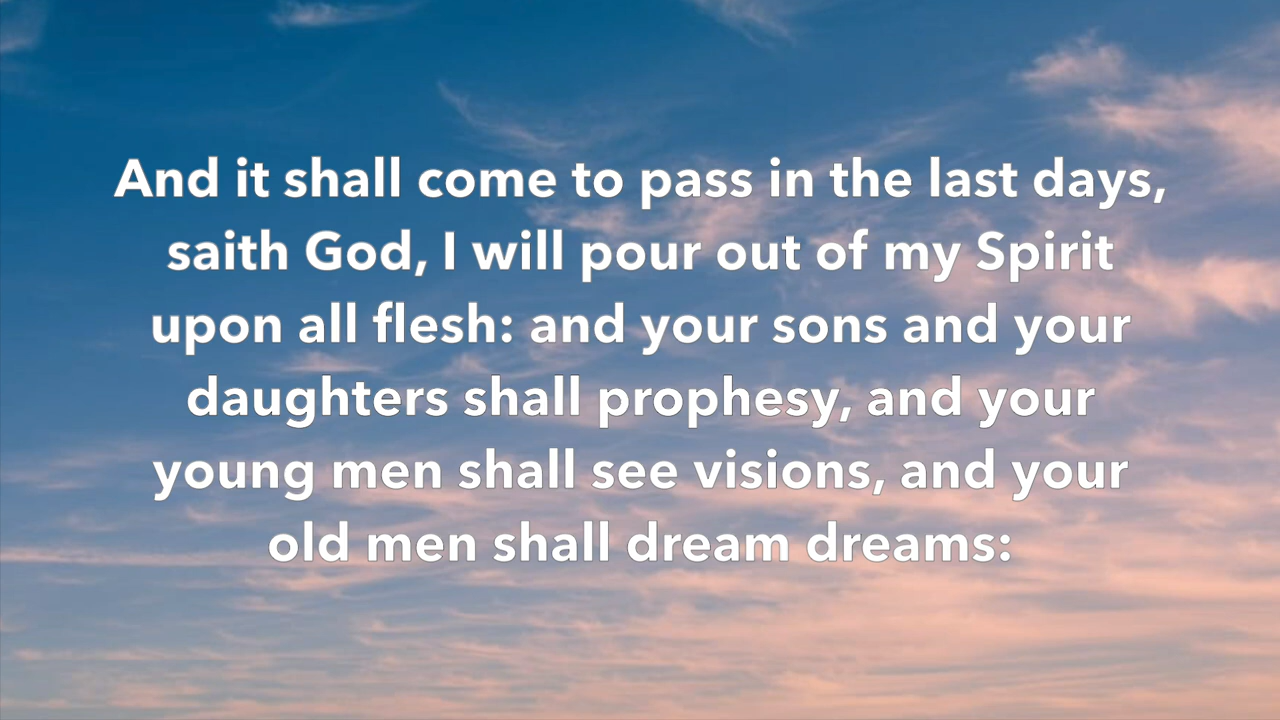 And it shall come to pass in the last days,
saith God, I will pour out of my Spirit
upon all flesh: and your sons and your
daughters shall prophesy, and your
young men shall see visions, and your
old men shall dream dreams: